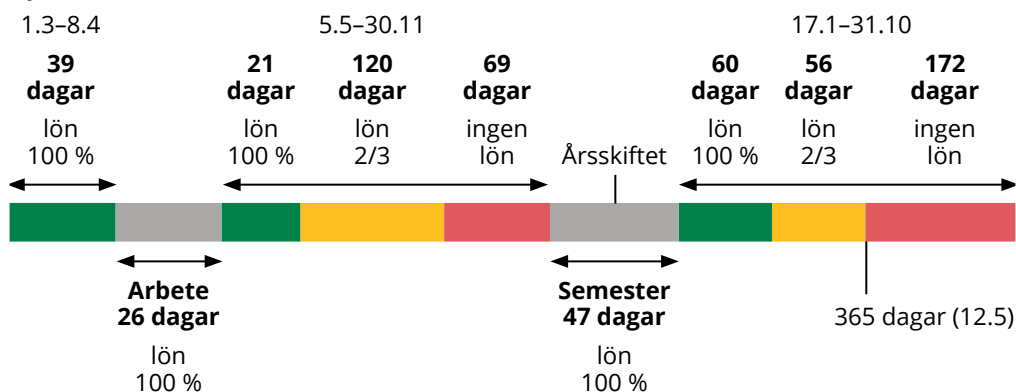 1.3–8.4
5.5–30.11
17.1–31.10
39
dagar
lön
100 %
21
dagar
lön
100 %
120
dagar
lön
2/3
69
dagar
ingen
lön
Årsskiftet
60
dagar
lön
100 %
56
dagar
lön
2/3
172
dagar
ingen
lön
Arbete
26 dagar
lön
100 %
Semester
47 dagar
lön
100 %
365 dagar (12.5)